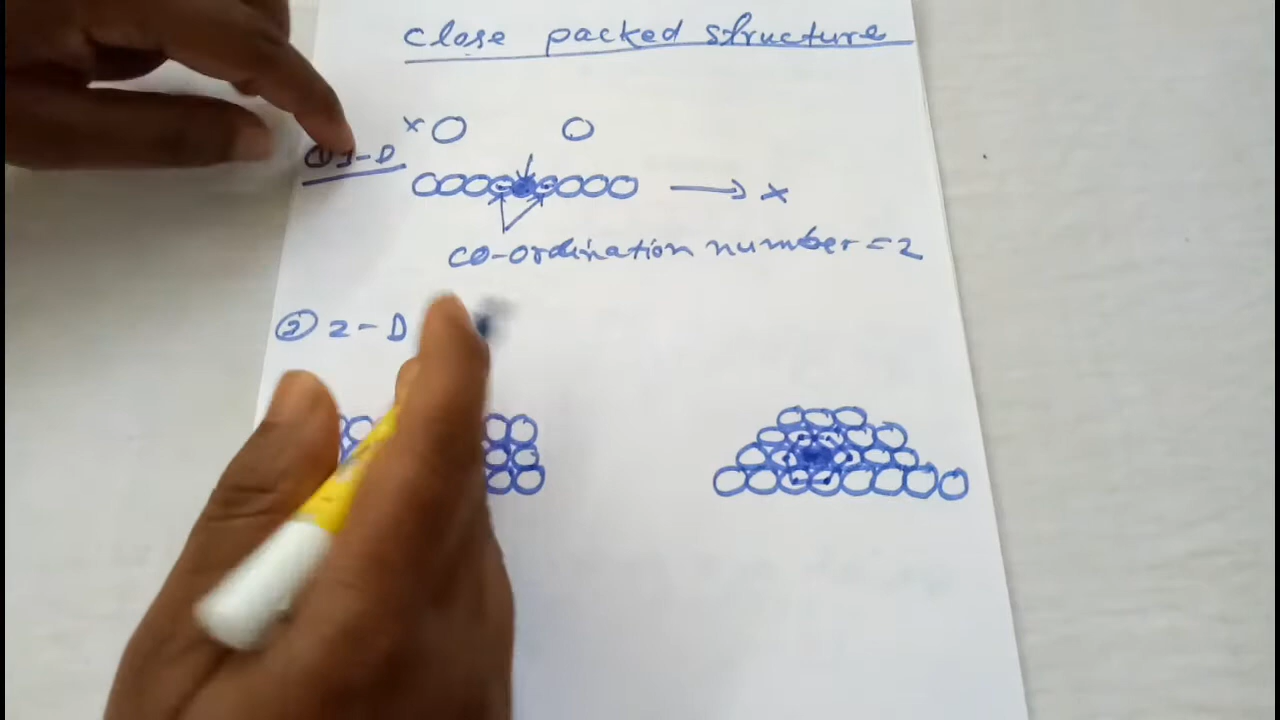 close packed structure
x
① 1-D
x
co-ordination number = 2
② 2-D